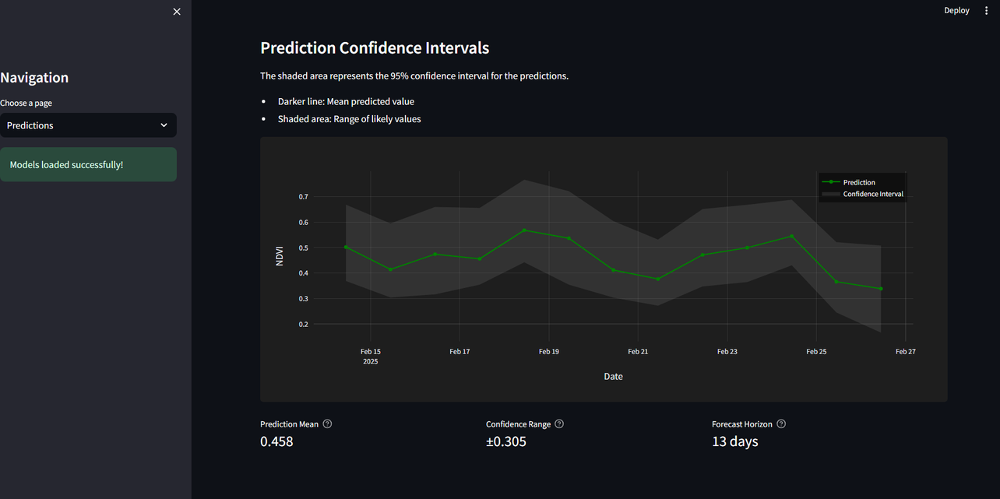 Deploy
Navigation
Choose a page
Predictions
Models loaded successfully!
Prediction Confidence Intervals
The shaded area represents the 95% confidence interval for the predictions.
• Darker line: Mean predicted value
• Shaded area: Range of likely values
Prediction
Confidence Interval
0.7
0.6
0.5
0.4
0.3
0.2
NDVI
Feb 15 Feb 17 Feb 19 Feb 21 Feb 23 Feb 25 Feb 27
2025
Date
Prediction Mean Confidence Range Forecast Horizon
0.458 ±0.305 13 days